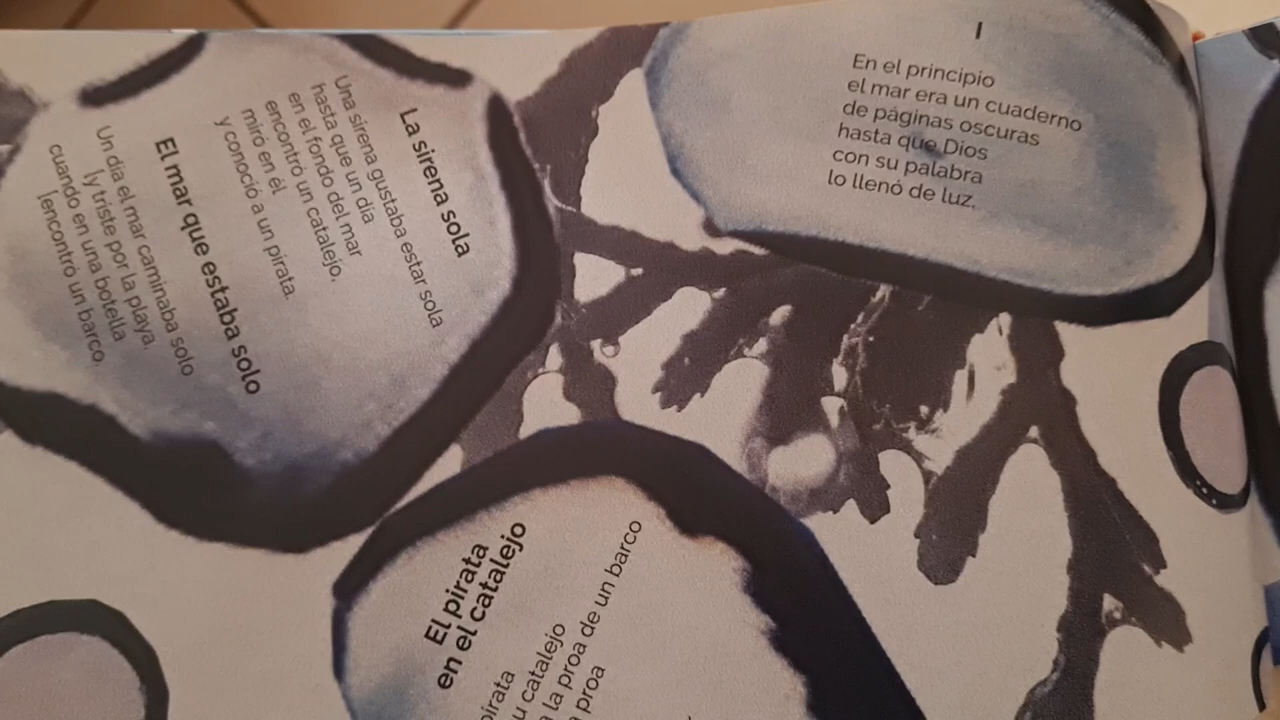 I
En el principio
el mar era un cuaderno
de páginas oscuras
hasta que Dios
con su palabra
lo llenó de luz.
La sirena sola
Una sirena gustaba estar sola
hasta que un día
en el fondo del mar
encontró un catalejo,
miró en él
y conoció a un pirata.
El mar que estaba solo
Un día el mar caminaba solo
[y triste por la playa,
cuando en una botella
[encontró un barco.
El pirata
en el catalejo
pirata
u catalejo
la proa de un barco
proa